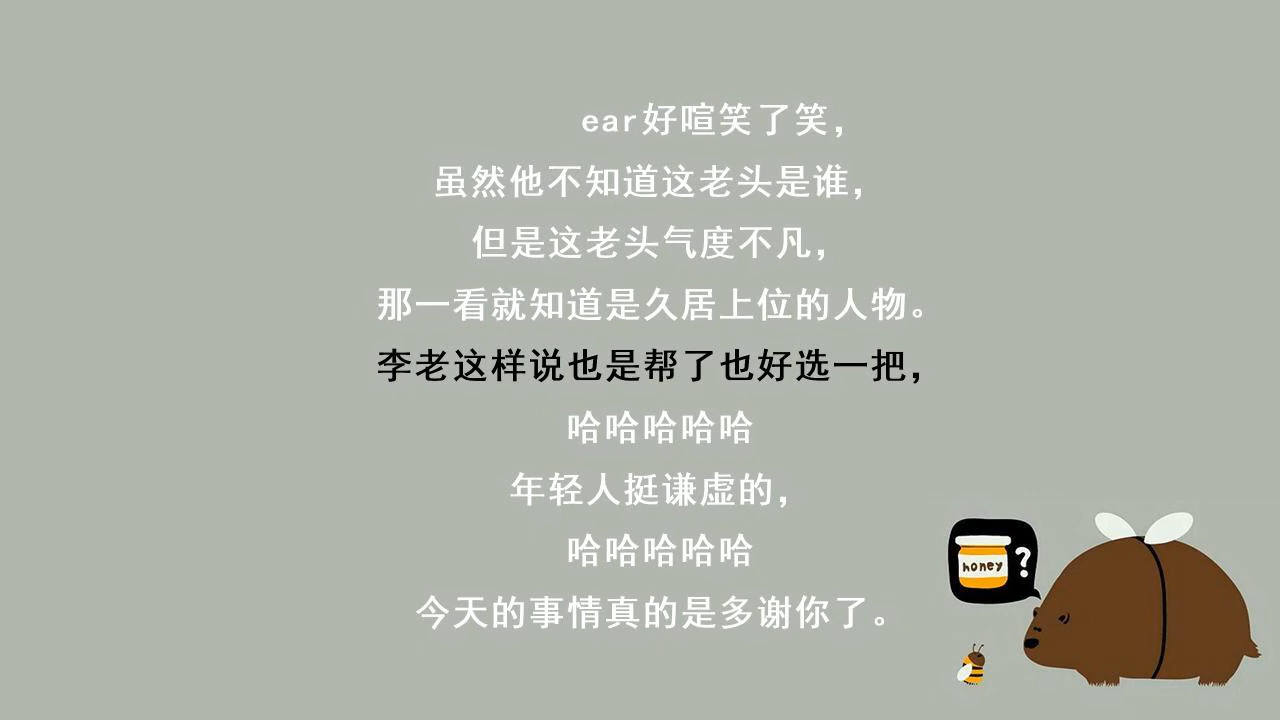 ear好喧笑了笑，
虽然他不知道这老头是谁，
但是这老头气度不凡，
那一看就知道是久居上位的人物。
李老这样说也是帮了也好选一把，
哈哈哈哈哈
年轻人挺谦虚的，
哈哈哈哈哈
今天的事情真的是多谢你了。
honey
?